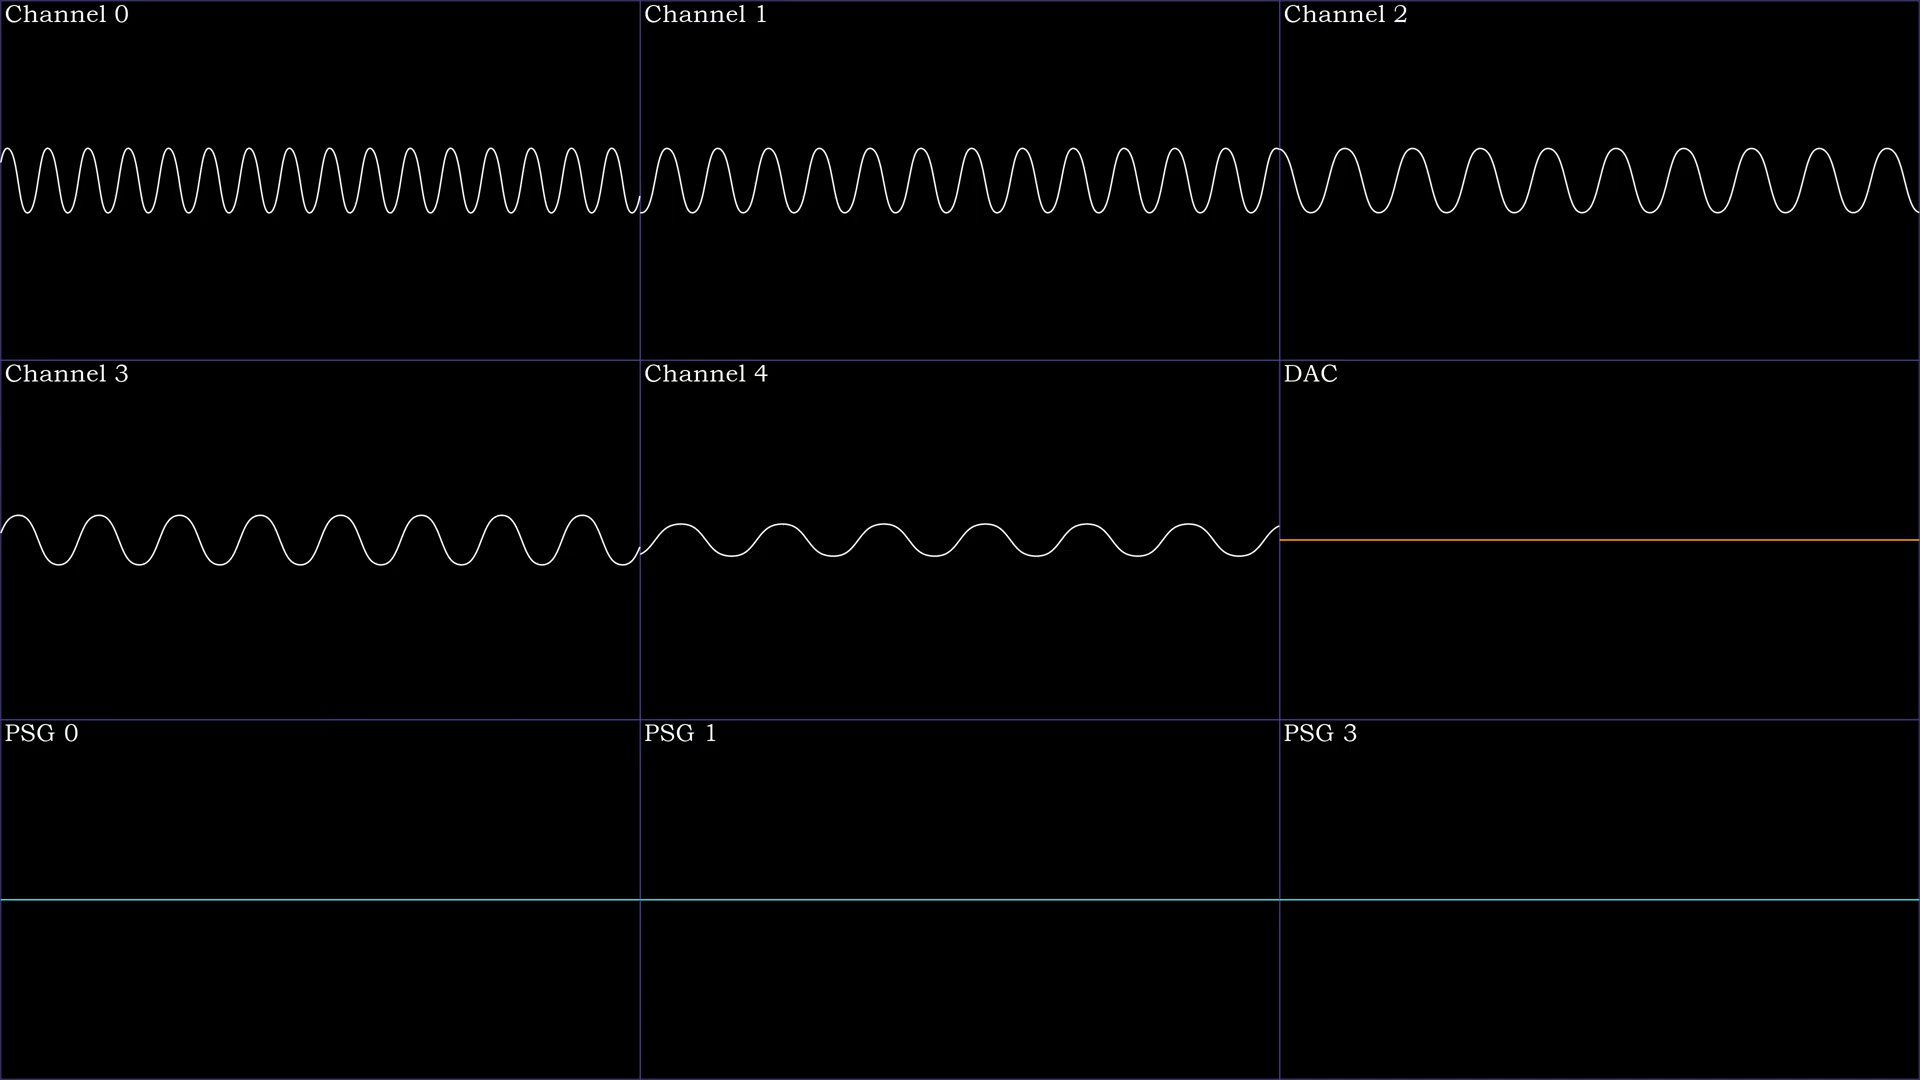 Channel 0
Channel 1
Channel 2
Channel 3
Channel 4
DAC
PSG 0
PSG 1
PSG 3